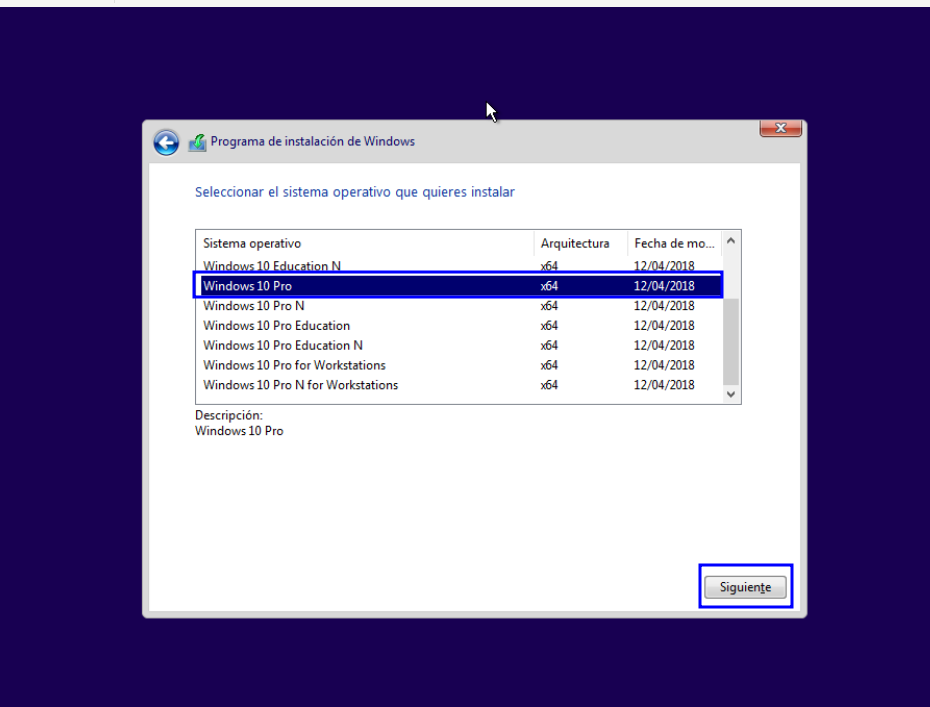 Programa de instalación de Windows
Seleccionar el sistema operativo que quieres instalar
Sistema operativo Arquitectura Fecha de mo...
Windows 10 Education N x64 12/04/2018
Windows 10 Pro x64 12/04/2018
Windows 10 Pro N x64 12/04/2018
Windows 10 Pro Education x64 12/04/2018
Windows 10 Pro Education N x64 12/04/2018
Windows 10 Pro for Workstations x64 12/04/2018
Windows 10 Pro N for Workstations x64 12/04/2018
Descripción:
Windows 10 Pro
Siguiente